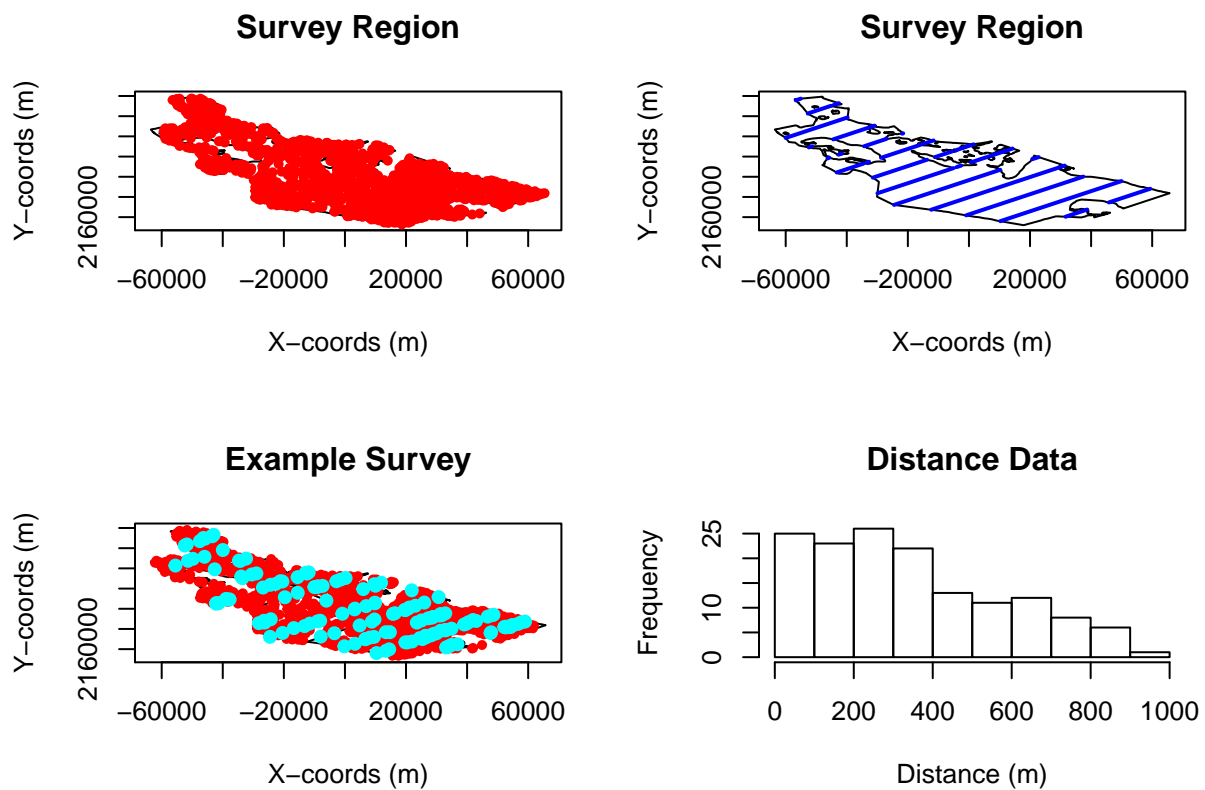 Survey Region
Y−coords (m)
2160000
−60000 −20000 20000 60000
X−coords (m)
Survey Region
Y−coords (m)
2160000
−60000 −20000 20000 60000
X−coords (m)
Example Survey
Y−coords (m)
2160000
−60000 −20000 20000 60000
X−coords (m)
Distance Data
Frequency
25
10
0
0 200 400 600 800 1000
Distance (m)